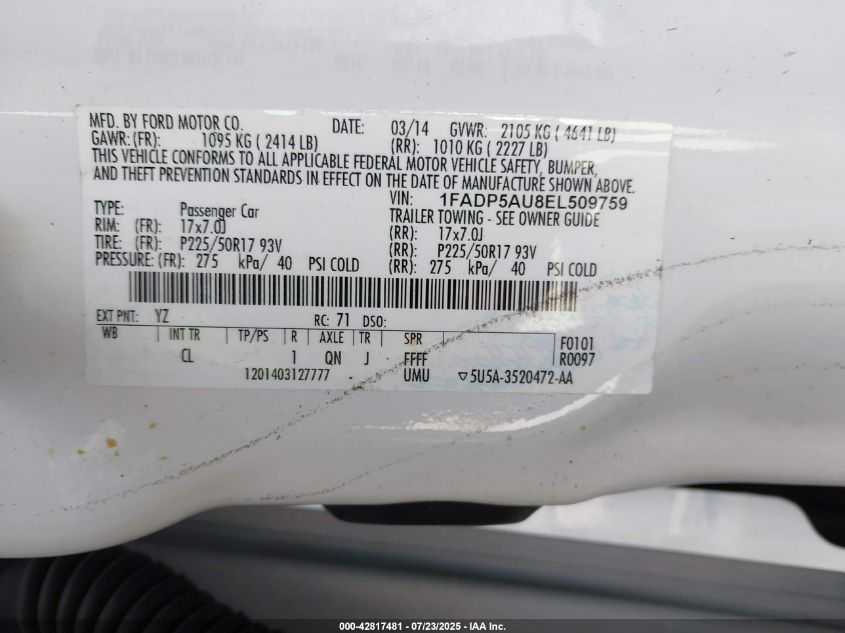 MFD. BY FORD MOTOR CO. DATE: 03/14 GVWR: 2105 KG ( 4641 LB)
GAWR: (FR): 1095 KG ( 2414 LB) (RR): 1010 KG ( 2227 LB)
THIS VEHICLE CONFORMS TO ALL APPLICABLE FEDERAL MOTOR VEHICLE SAFETY, BUMPER,
AND THEFT PREVENTION STANDARDS IN EFFECT ON THE DATE OF MANUFACTURE SHOWN ABOVE.
VIN: 1FADP5AU8EL509759
TYPE: Passenger Car TRAILER TOWING - SEE OWNER GUIDE
RIM: (FR): 17x7.0J (RR): 17x7.0J
TIRE: (FR): P225/50R17 93V (RR): P225/50R17 93V
PRESSURE: (FR): 275 kPa/ 40 PSI COLD (RR): 275 kPa/ 40 PSI COLD
EXT PNT: YZ RC: 71 DSO:
WB INT TR TP/PS R AXLE TR SPR F0101
CL 1 QN J FFFF R0097
1201403127777 UMU ▽5U5A-3520472-AA
000-42817481 - 07/23/2025 - IAA Inc.